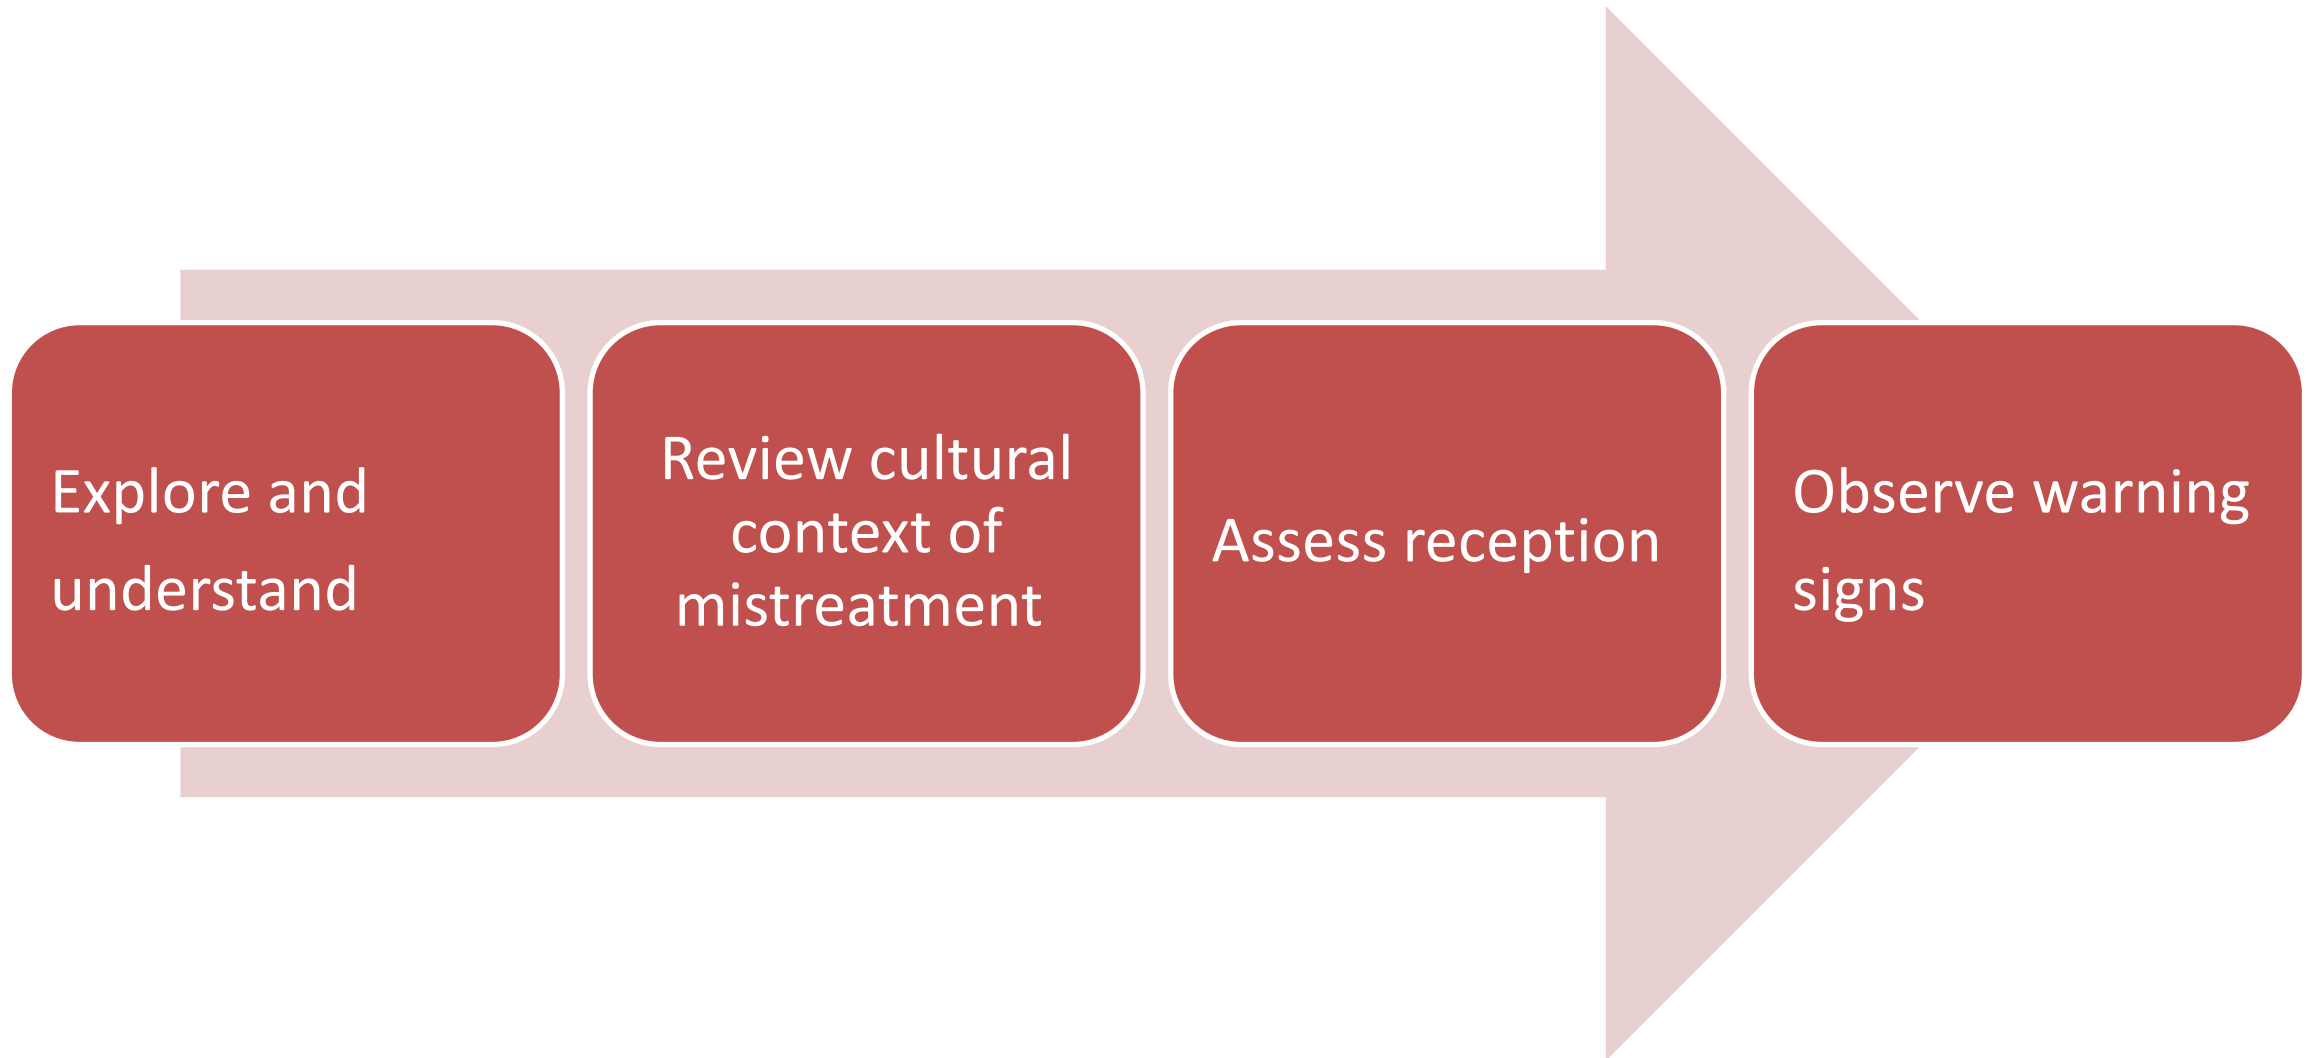 Explore and
understand
Review cultural
context of
mistreatment
Assess reception
Observe warning
signs